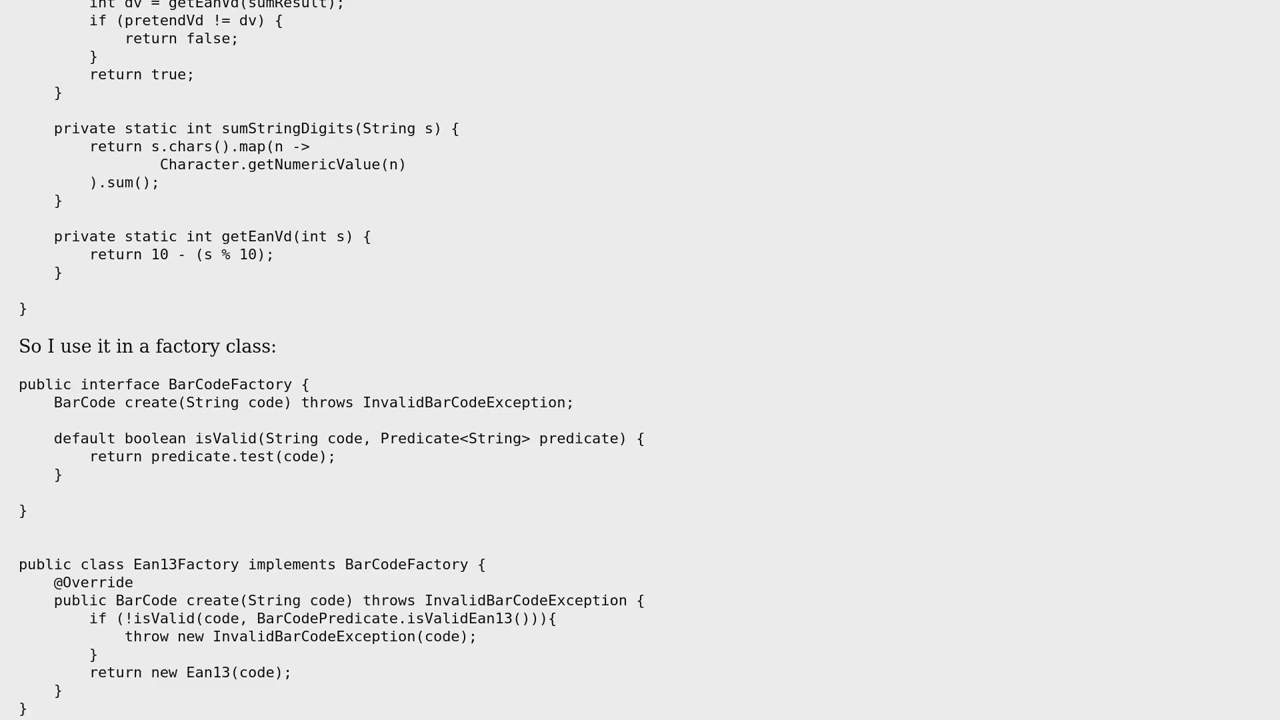 int dv = getEanVd(sumResult);
if (pretendVd != dv) {
return false;
}
return true;
}
private static int sumStringDigits(String s) {
return s.chars().map(n ->
Character.getNumericValue(n)
).sum();
}
private static int getEanVd(int s) {
return 10 - (s % 10);
}
}
So I use it in a factory class:
public interface BarCodeFactory {
BarCode create(String code) throws InvalidBarCodeException;
default boolean isValid(String code, Predicate<String> predicate) {
return predicate.test(code);
}
}
public class Ean13Factory implements BarCodeFactory {
@Override
public BarCode create(String code) throws InvalidBarCodeException {
if (!isValid(code, BarCodePredicate.isValidEan13())){
throw new InvalidBarCodeException(code);
}
return new Ean13(code);
}
}